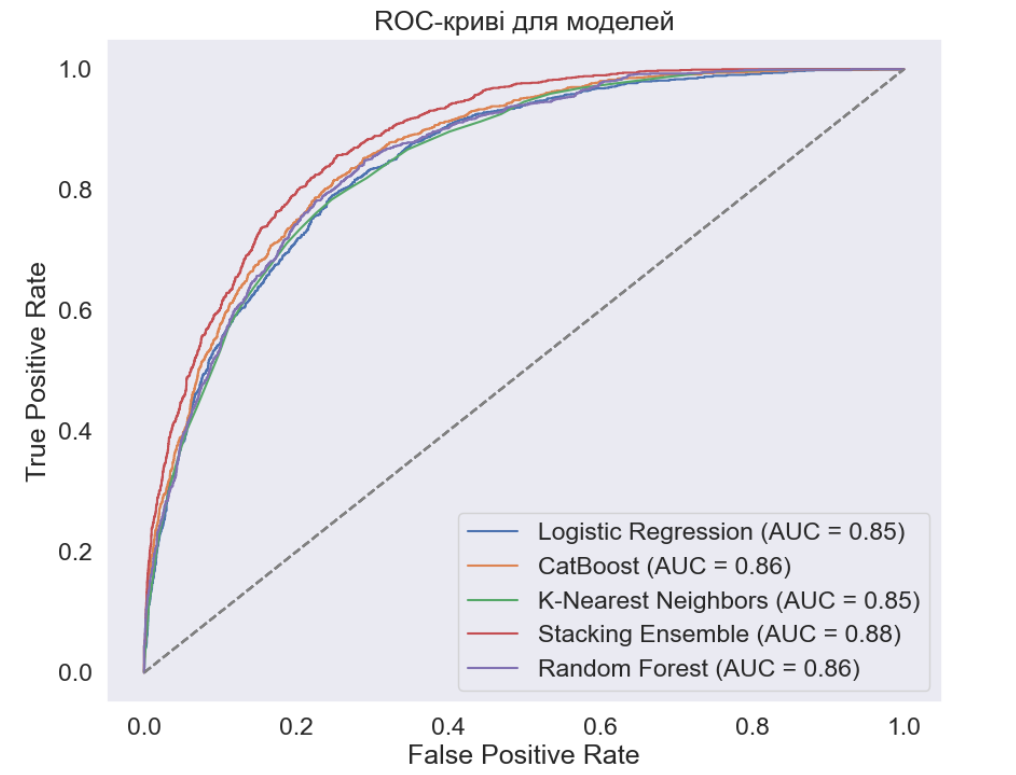 ROC-криві для моделей
True Positive Rate
1.0
0.8
0.6
0.4
0.2
0.0
Logistic Regression (AUC = 0.85)
CatBoost (AUC = 0.86)
K-Nearest Neighbors (AUC = 0.85)
Stacking Ensemble (AUC = 0.88)
Random Forest (AUC = 0.86)
0.0 0.2 0.4 0.6 0.8 1.0
False Positive Rate